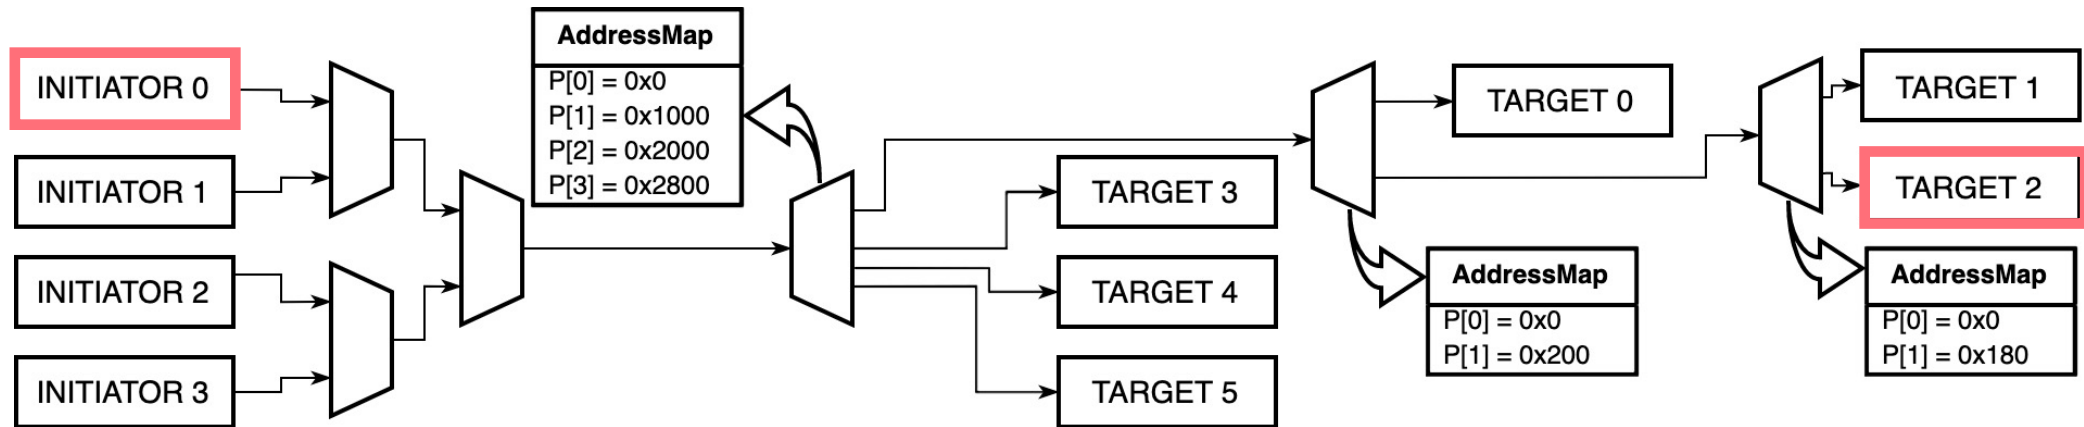 INITIATOR 0
INITIATOR 1
INITIATOR 2
INITIATOR 3
AddressMap
P[0] = 0x0
P[1] = 0x1000
P[2] = 0x2000
P[3] = 0x2800
TARGET 3
TARGET 4
TARGET 5
TARGET 0
AddressMap
P[0] = 0x0
P[1] = 0x200
TARGET 1
TARGET 2
AddressMap
P[0] = 0x0
P[1] = 0x180